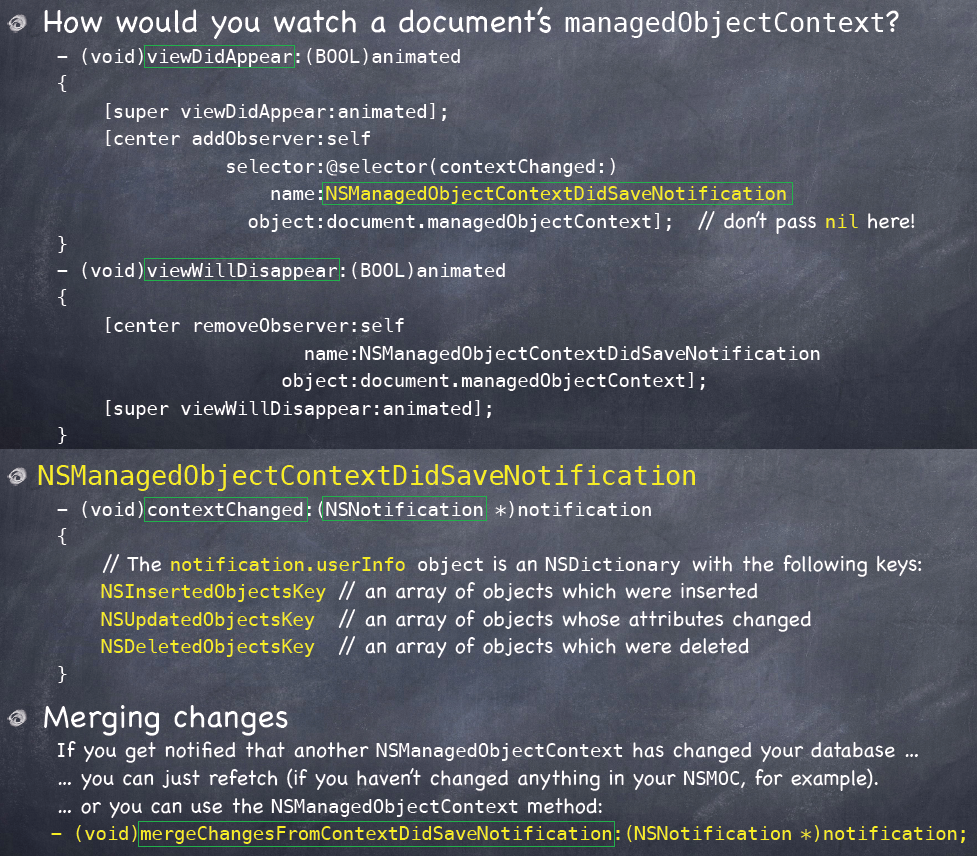 How would you watch a document's managedObjectContext?
- (void)viewDidAppear:(BOOL)animated
{
[super viewDidAppear:animated];
[center addObserver:self
selector:@selector(contextChanged:)
name:NSManagedObjectContextDidSaveNotification
object:document.managedObjectContext]; // don't pass nil here!
}
- (void)viewWillDisappear:(BOOL)animated
{
[center removeObserver:self
name:NSManagedObjectContextDidSaveNotification
object:document.managedObjectContext];
[super viewWillDisappear:animated];
}
NSManagedObjectContextDidSaveNotification
- (void)contextChanged:(NSNotification *)notification
{
// The notification.userInfo object is an NSDictionary with the following keys:
NSInsertedObjectsKey // an array of objects which were inserted
NSUpdatedObjectsKey // an array of objects whose attributes changed
NSDeletedObjectsKey // an array of objects which were deleted
}
Merging changes
If you get notified that another NSManagedObjectContext has changed your database ...
... you can just refetch (if you haven't changed anything in your NSMOC, for example).
... or you can use the NSManagedObjectContext method:
- (void)mergeChangesFromContextDidSaveNotification:(NSNotification *)notification;